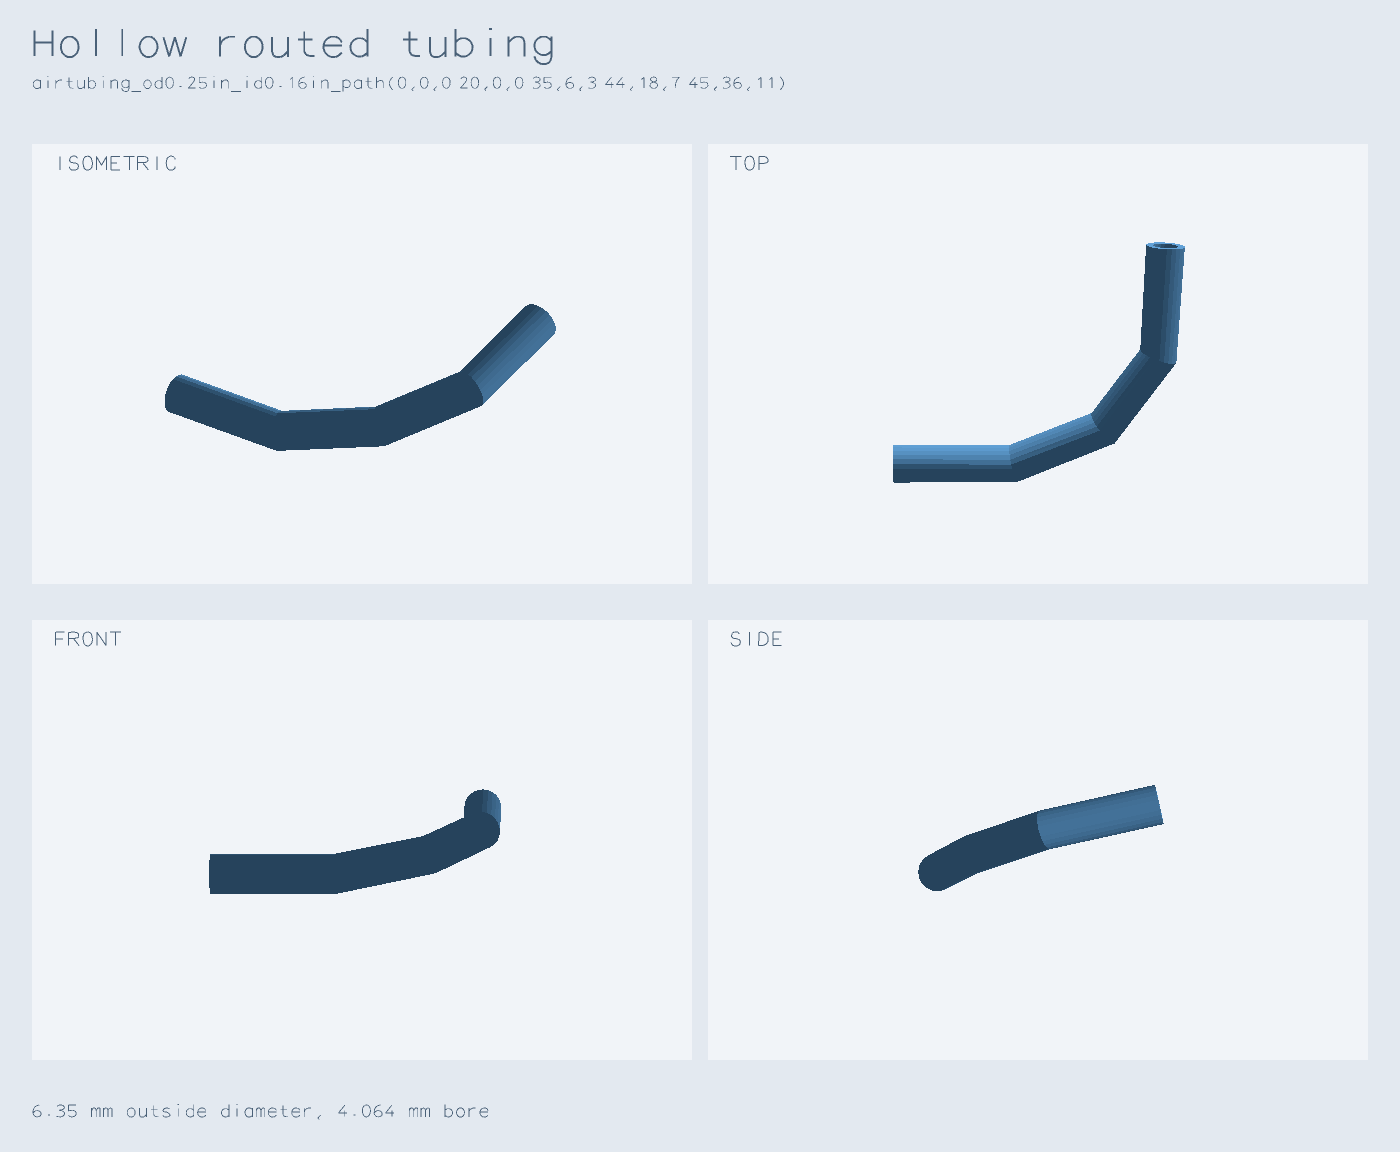 Hollow routed tubing
airtubing_od0.25in_id0.16in_path(0,0,0 20,0,0 35,6,3 44,18,7 45,36,11)
ISOMETRIC
TOP
FRONT
SIDE
6.35 mm outside diameter, 4.064 mm bore